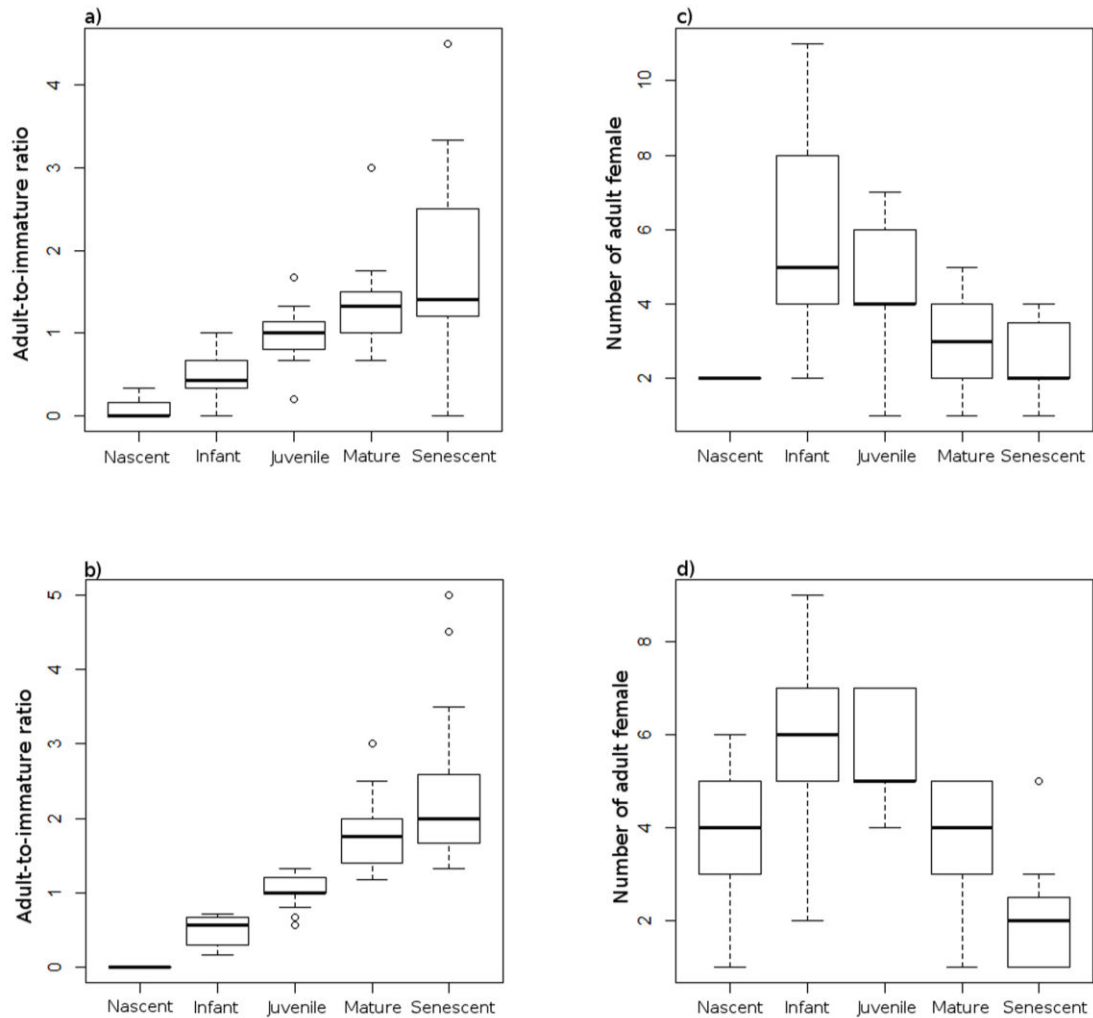 a)
Adult-to-immature ratio
4
3
2
1
0
Nascent Infant Juvenile Mature Senescent
c)
Number of adult female
10
8
6
4
2
Nascent Infant Juvenile Mature Senescent
b)
Adult-to-immature ratio
5
4
3
2
1
0
Nascent Infant Juvenile Mature Senescent
d)
Number of adult female
8
6
4
2
Nascent Infant Juvenile Mature Senescent